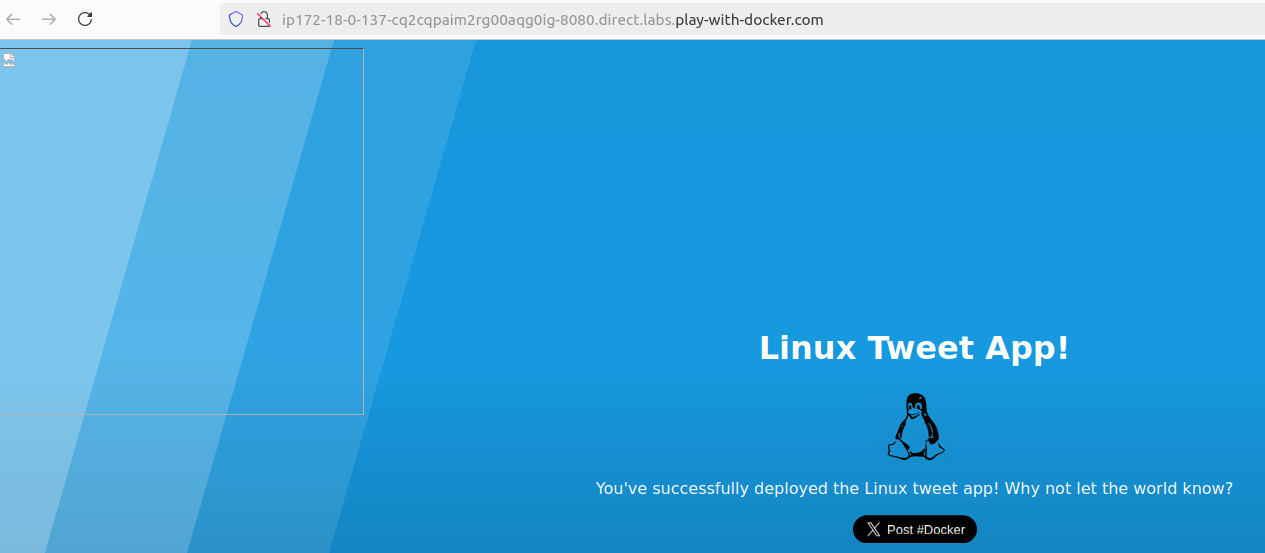 ip172-18-0-137-cq2cqpaim2rg00aqg0ig-8080.direct.labs.play-with-docker.com
Linux Tweet App!
You've successfully deployed the Linux tweet app! Why not let the world know?
Post #Docker